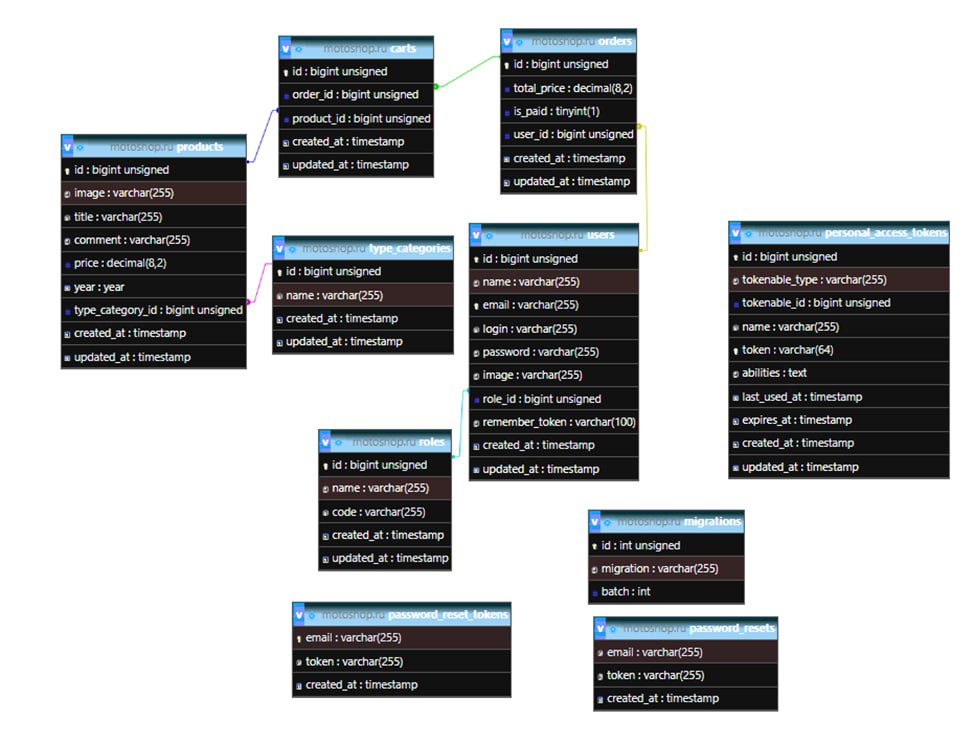 v motoshop.ru carts
id : bigint unsigned
order_id : bigint unsigned
product_id : bigint unsigned
created_at : timestamp
updated_at : timestamp
v motoshop.ru orders
id : bigint unsigned
total_price : decimal(8,2)
is_paid : tinyint(1)
user_id : bigint unsigned
created_at : timestamp
updated_at : timestamp
v motoshop.ru products
id : bigint unsigned
image : varchar(255)
title : varchar(255)
comment : varchar(255)
price : decimal(8,2)
year : year
type_category_id : bigint unsigned
created_at : timestamp
updated_at : timestamp
v motoshop.ru type_categories
id : bigint unsigned
name : varchar(255)
created_at : timestamp
updated_at : timestamp
v motoshop.ru users
id : bigint unsigned
name : varchar(255)
email : varchar(255)
login : varchar(255)
password : varchar(255)
image : varchar(255)
role_id : bigint unsigned
remember_token : varchar(100)
created_at : timestamp
updated_at : timestamp
v motoshop.ru personal_access_tokens
id : bigint unsigned
tokenable_type : varchar(255)
tokenable_id : bigint unsigned
name : varchar(255)
token : varchar(64)
abilities : text
last_used_at : timestamp
expires_at : timestamp
created_at : timestamp
updated_at : timestamp
v motoshop.ru roles
id : bigint unsigned
name : varchar(255)
code : varchar(255)
created_at : timestamp
updated_at : timestamp
v motoshop.ru migrations
id : int unsigned
migration : varchar(255)
batch : int
v motoshop.ru password_reset_tokens
email : varchar(255)
token : varchar(255)
created_at : timestamp
v motoshop.ru password_resets
email : varchar(255)
token : varchar(255)
created_at : timestamp